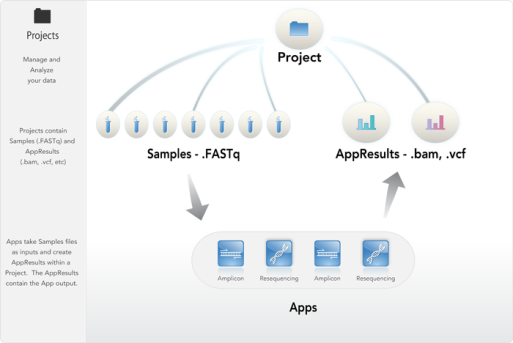 Projects
Manage and
Analyze
your data
Projects contain
Samples (.FASTq) and
AppResults
(.bam, .vcf, etc)
Apps take Samples files
as inputs and create
AppResults within a
Project. The AppResults
contain the App output.
Project
Samples - .FASTq
AppResults - .bam, .vcf
Amplicon
Resequencing
Amplicon
Resequencing
Apps